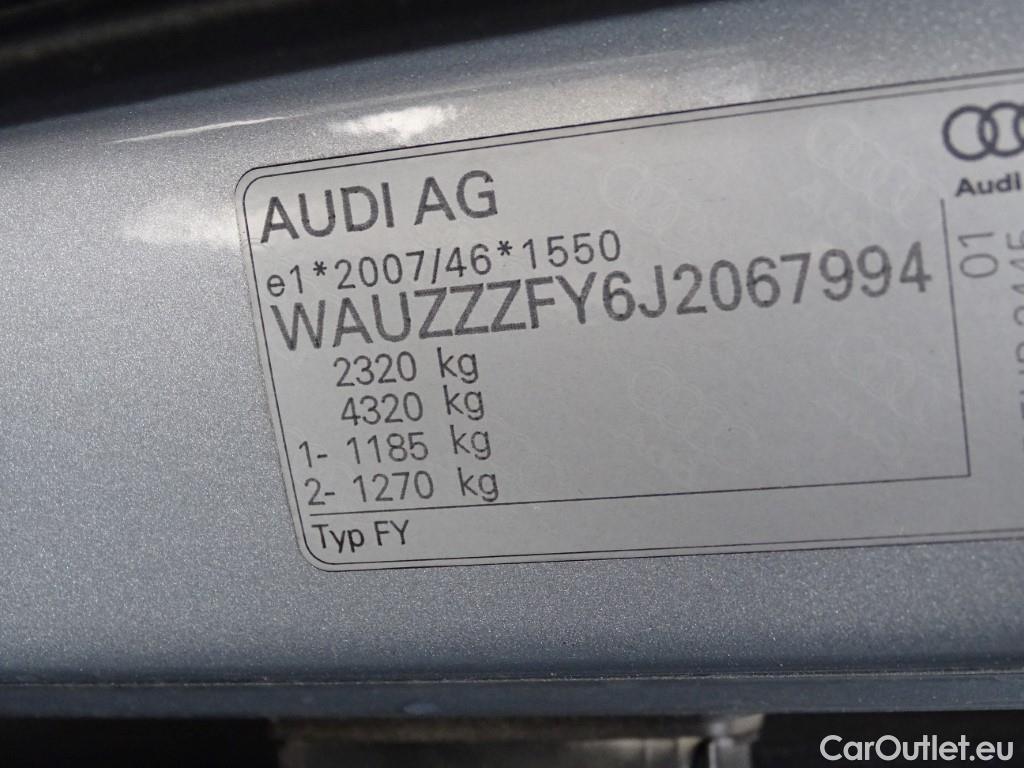 AUDI AG
e1*2007/46*1550
WAUZZZFY6J2067994
2320 kg
4320 kg
1- 1185 kg
2- 1270 kg
Typ FY
Audi
01
CarOutlet.eu